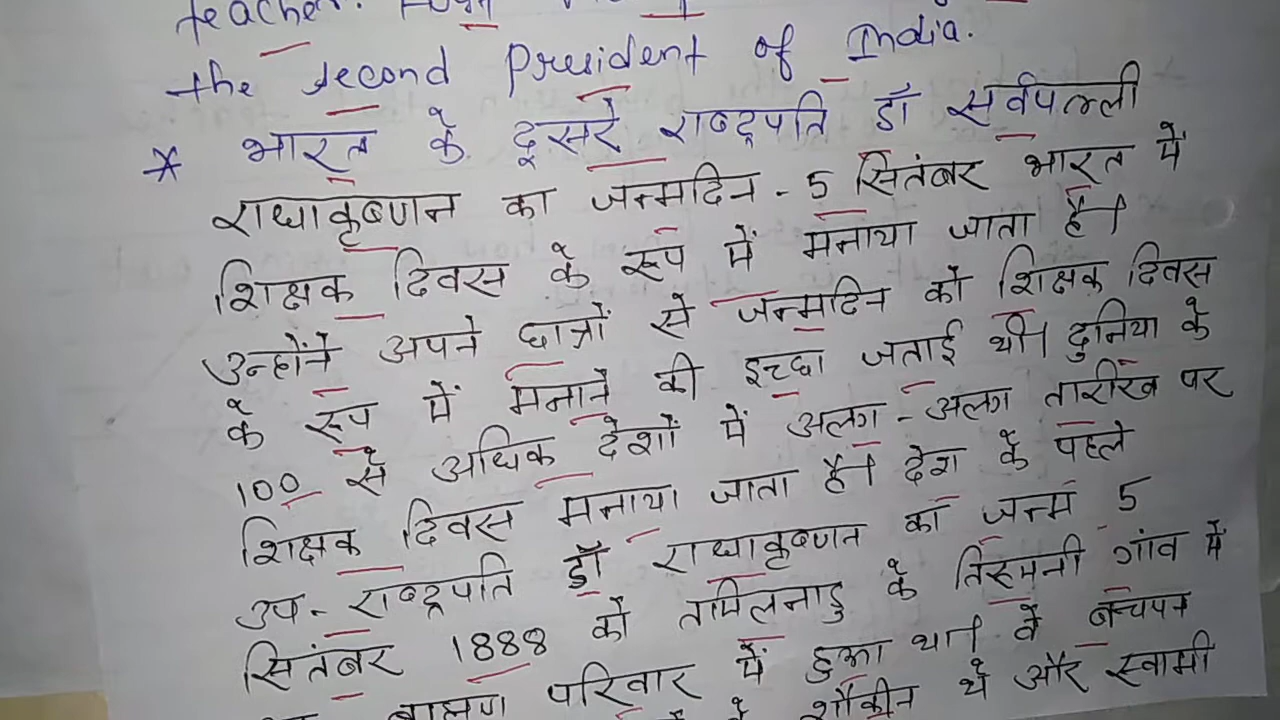 teacher.
the second President of India.
* भारत के दूसरे राष्ट्रपति डॉ सर्वपल्ली
राधाकृष्णन का जन्मदिन - 5 सितंबर भारत में
शिक्षक दिवस के रूप में मनाया जाता है।
उन्होंने अपने छात्रों से जन्मदिन को शिक्षक दिवस
के रूप में मनाने की इच्छा जताई थी। दुनिया के
100 से अधिक देशों में अलग - अलग तारीख पर
शिक्षक दिवस मनाया जाता है। देश के पहले
उप - राष्ट्रपति डॉ राधाकृष्णन का जन्म 5
सितंबर 1888 को तमिलनाडु के तिरुमनी गांव में
ब्राह्मण परिवार में हुआ था। वे बचपन
शौकीन थे और स्वामी